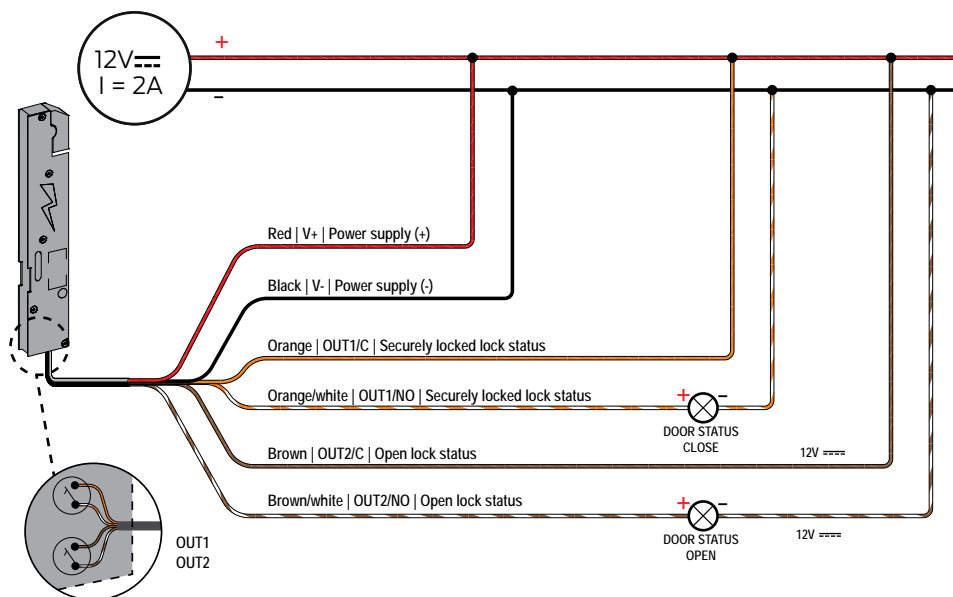 12V
I = 2A
+
–
Red | V+ | Power supply (+)
Black | V- | Power supply (-)
Orange | OUT1/C | Securely locked lock status
Orange/white | OUT1/NO | Securely locked lock status
+ –
DOOR STATUS
CLOSE
Brown | OUT2/C | Open lock status
12V
Brown/white | OUT2/NO | Open lock status
+ –
DOOR STATUS
OPEN
12V
OUT1
OUT2